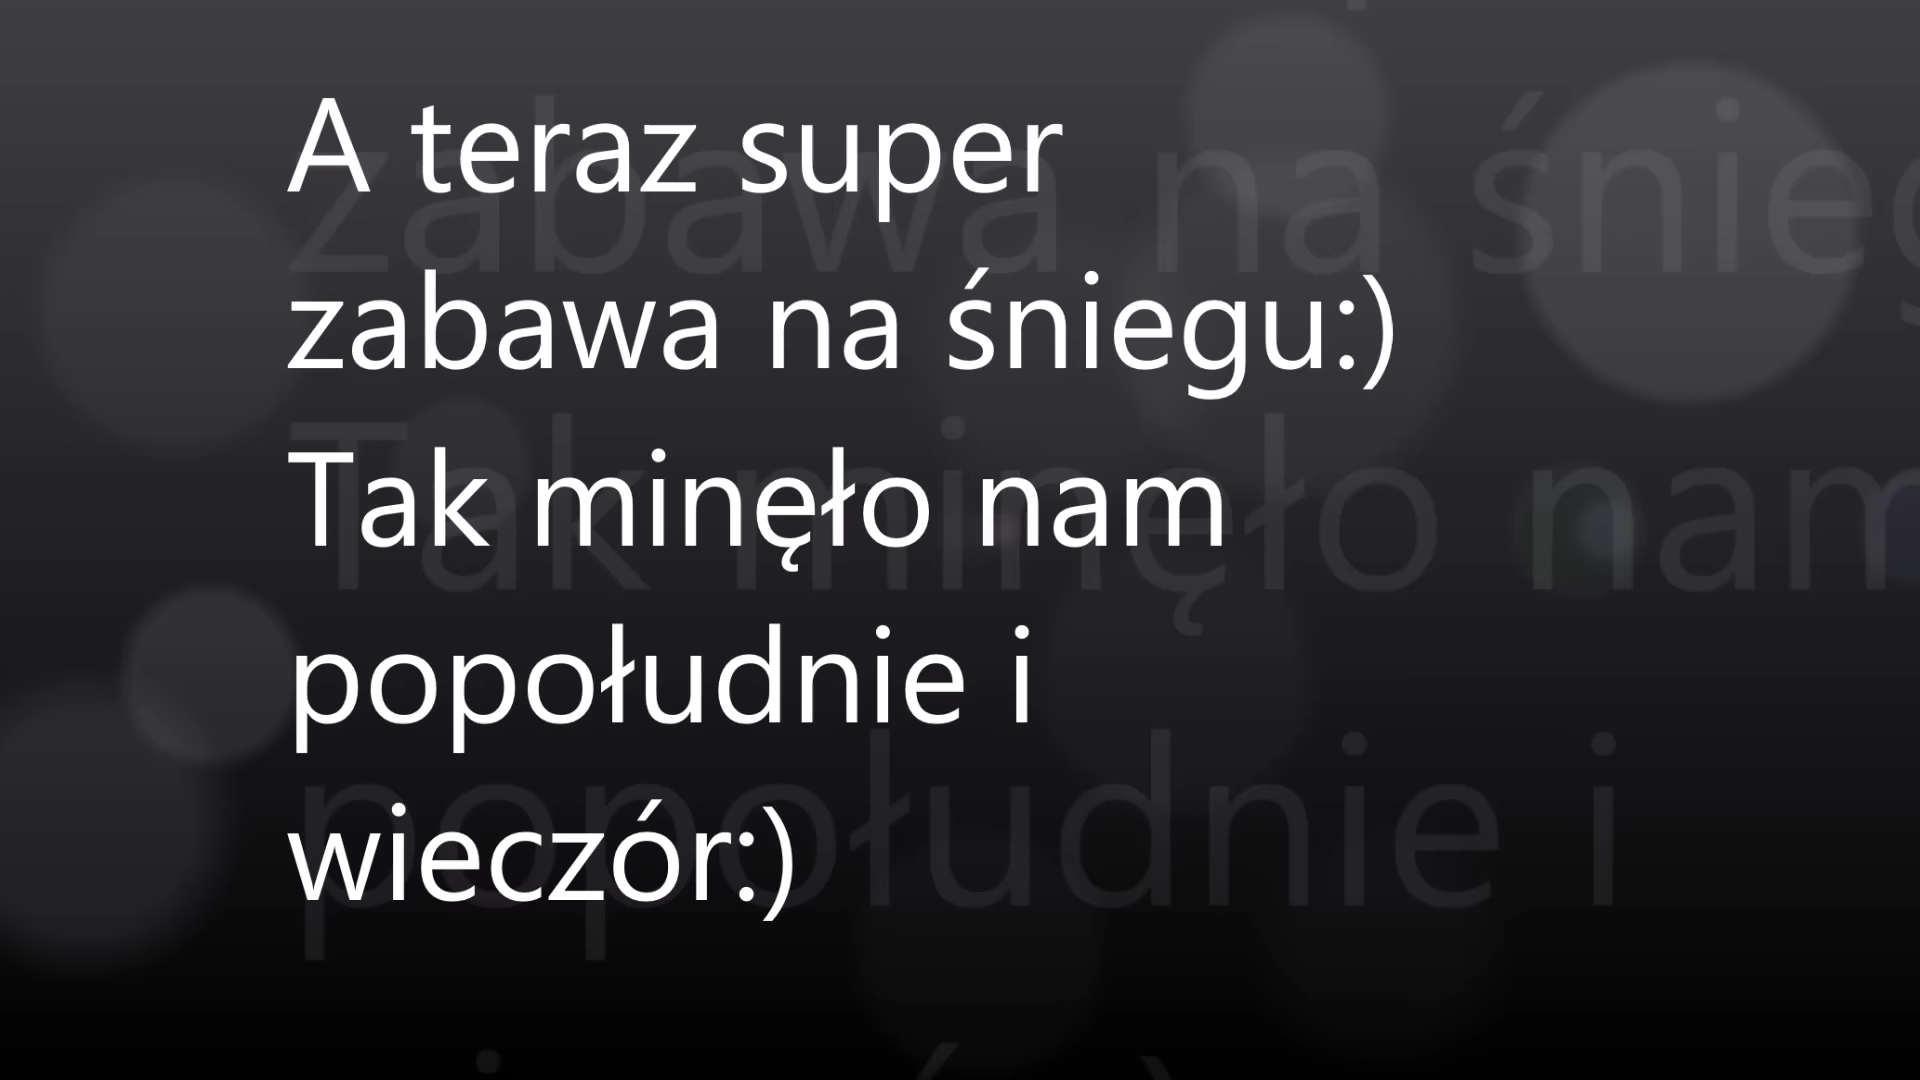 A teraz super
zabawa na śniegu:)
Tak minęło nam
popołudnie i
wieczór:)